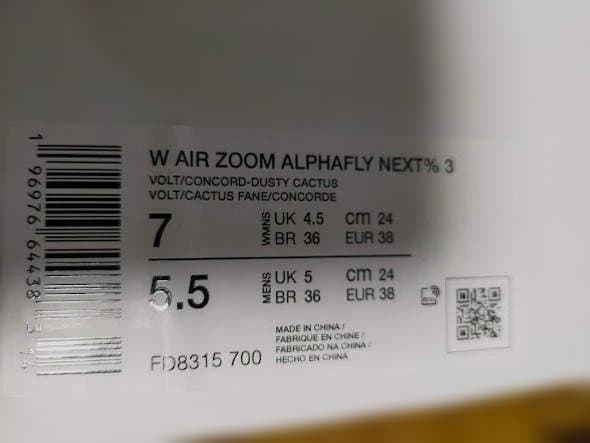 W AIR ZOOM ALPHAFLY NEXT% 3
VOLT/CONCORD-DUSTY CACTUS
VOLT/CACTUS FANE/CONCORDE
7 WMNS UK 4.5 cm 24
BR 36 EUR 38
5.5 MENS UK 5 cm 24
BR 36 EUR 38
FD8315 700
MADE IN CHINA /
FABRIQUE EN CHINE /
FABRICADO NA CHINA /
HECHO EN CHINA